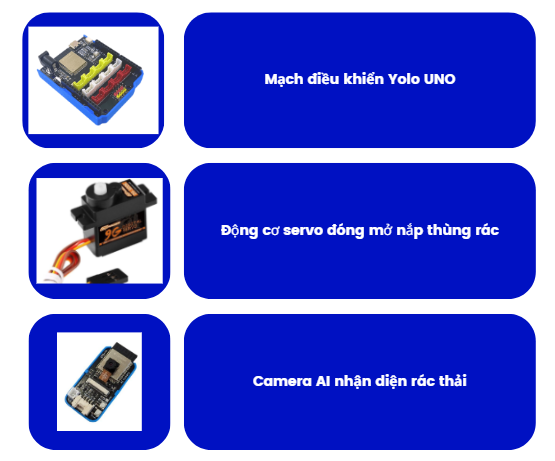 Mạch điều khiển Yolo UNO
9G
Động cơ servo đóng mở nắp thùng rác
Camera AI nhận diện rác thải